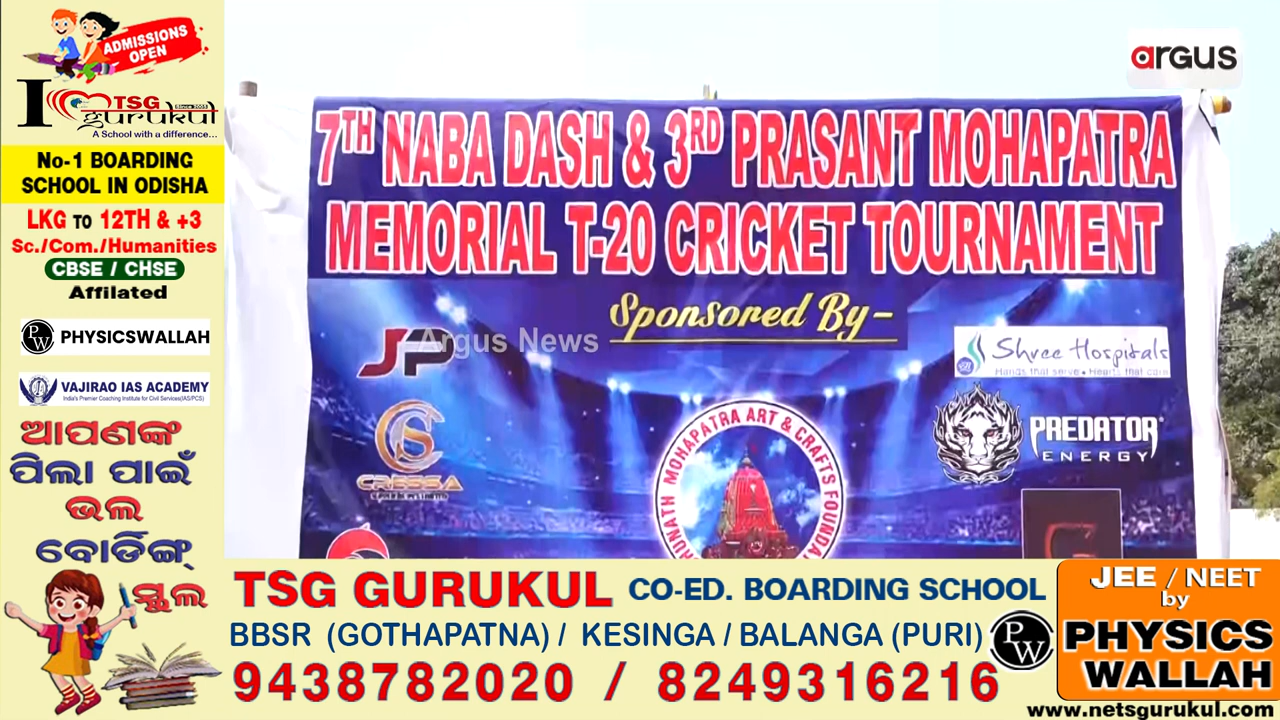 ADMISSIONS
OPEN
I TSG Since 2005
gurukul
A School with a difference...
No-1 BOARDING
SCHOOL IN ODISHA
LKG TO 12TH & +3
Sc./Com./Humanities
CBSE / CHSE
Affilated
PW PHYSICSWALLAH
VAJIRAO IAS ACADEMY
India's Premier Coaching Institute for Civil Services(IAS/PCS)
ଆପଣଙ୍କ
ପିଲା ପାଇଁ
ଭଲ
ବୋର୍ଡିଙ୍ଗ୍
ସ୍କୁଲ
argus
7TH NABA DASH & 3RD PRASANT MOHAPATRA
MEMORIAL T-20 CRICKET TOURNAMENT
Sponsored By-
JP
Argus News
Shree Hospitals
Hands that serve • Hearts that care
CS
CRESSA
MOHAPATRA ART & CRAFTS
PREDATOR
ENERGY
TSG GURUKUL CO-ED. BOARDING SCHOOL
BBSR (GOTHAPATNA) / KESINGA / BALANGA (PURI)
9438782020 / 8249316216
JEE / NEET
by
PW PHYSICS
WALLAH
www.netsgurukul.com